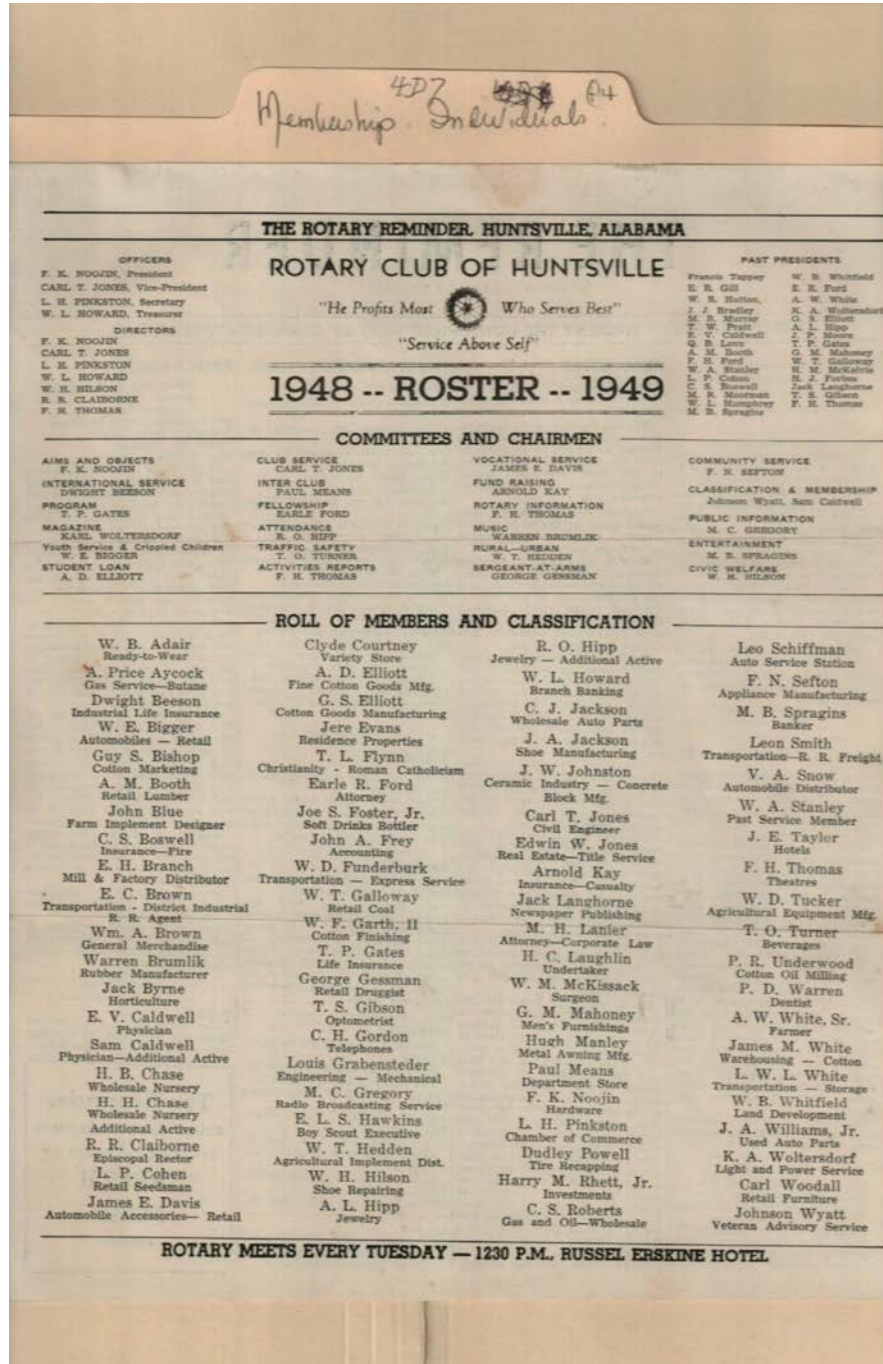 4D7 A4
Membership Individuals
THE ROTARY REMINDER, HUNTSVILLE, ALABAMA
OFFICERS
F. K. NOOJIN, President
CARL T. JONES, Vice-President
L. H. PINKSTON, Secretary
W. L. HOWARD, Treasurer
DIRECTORS
F. K. NOOJIN
CARL T. JONES
L. H. PINKSTON
W. L. HOWARD
W. H. HILSON
R. R. CLAIBORNE
F. H. THOMAS
ROTARY CLUB OF HUNTSVILLE
"He Profits Most Who Serves Best"
"Service Above Self"
1948 -- ROSTER -- 1949
PAST PRESIDENTS
Francis Tappey
E. R. Gill
W. R. Hutton,
J. J. Bradley
M. R. Murray
T. W. Pratt
E. V. Caldwell
Q. B. Love
A. M. Booth
F. H. Ford
W. A. Stanley
L. P. Cohen
C. S. Boswell
M. R. Moorman
W. L. Humphrey
M. B. Spragins
W. B. Whitfield
E. R. Ford
A. W. White
K. A. Woltersdorf
G. S. Elliott
A. L. Hipp
J. P. Moore
T. P. Gates
G. M. Mahoney
W. T. Galloway
H. M. McKelvie
H. J. Forbes
Jack Langhorne
T. S. Gibson
F. H. Thomas
COMMITTEES AND CHAIRMEN
AIMS AND OBJECTS
F. K. NOOJIN
INTERNATIONAL SERVICE
DWIGHT BEESON
PROGRAM
T. P. GATES
MAGAZINE
KARL WOLTERSDORF
Youth Service & Crippled Children
W. E. BIGGER
STUDENT LOAN
A. D. ELLIOTT
CLUB SERVICE
CARL T. JONES
INTER CLUB
PAUL MEANS
FELLOWSHIP
EARLE FORD
ATTENDANCE
R. O. HIPP
TRAFFIC SAFETY
T. O. TURNER
ACTIVITIES REPORTS
F. H. THOMAS
VOCATIONAL SERVICE
JAMES E. DAVIS
FUND RAISING
ARNOLD KAY
ROTARY INFORMATION
F. H. THOMAS
MUSIC
WARREN BRUMLIK
RURAL—URBAN
W. T. HEDDEN
SERGEANT-AT-ARMS
GEORGE GESSMAN
COMMUNITY SERVICE
F. N. SEFTON
CLASSIFICATION & MEMBERSHIP
Johnson Wyatt, Sam Caldwell
PUBLIC INFORMATION
M. C. GREGORY
ENTERTAINMENT
M. B. SPRAGINS
CIVIC WELFARE
W. H. HILSON
ROLL OF MEMBERS AND CLASSIFICATION
W. B. Adair
Ready-to-Wear
A. Price Aycock
Gas Service—Butane
Dwight Beeson
Industrial Life Insurance
W. E. Bigger
Automobiles — Retail
Guy S. Bishop
Cotton Marketing
A. M. Booth
Retail Lumber
John Blue
Farm Implement Designer
C. S. Boswell
Insurance—Fire
E. H. Branch
Mill & Factory Distributor
E. C. Brown
Transportation - District Industrial
R. R. Agent
Wm. A. Brown
General Merchandise
Warren Brumlik
Rubber Manufacturer
Jack Byrne
Horticulture
E. V. Caldwell
Physician
Sam Caldwell
Physician—Additional Active
H. B. Chase
Wholesale Nursery
H. H. Chase
Wholesale Nursery
Additional Active
R. R. Claiborne
Episcopal Rector
L. P. Cohen
Retail Seedsman
James E. Davis
Automobile Accessories— Retail
Clyde Courtney
Variety Store
A. D. Elliott
Fine Cotton Goods Mfg.
G. S. Elliott
Cotton Goods Manufacturing
Jere Evans
Residence Properties
T. L. Flynn
Christianity - Roman Catholicism
Earle R. Ford
Attorney
Joe S. Foster, Jr.
Soft Drinks Bottler
John A. Frey
Accounting
W. D. Funderburk
Transportation — Express Service
W. T. Galloway
Retail Coal
W. F. Garth, II
Cotton Finishing
T. P. Gates
Life Insurance
George Gessman
Retail Druggist
T. S. Gibson
Optometrist
C. H. Gordon
Telephones
Louis Grabensteder
Engineering — Mechanical
M. C. Gregory
Radio Broadcasting Service
E. L. S. Hawkins
Boy Scout Executive
W. T. Hedden
Agricultural Implement Dist.
W. H. Hilson
Shoe Repairing
A. L. Hipp
Jewelry
R. O. Hipp
Jewelry — Additional Active
W. L. Howard
Branch Banking
C. J. Jackson
Wholesale Auto Parts
J. A. Jackson
Shoe Manufacturing
J. W. Johnston
Ceramic Industry — Concrete
Block Mfg.
Carl T. Jones
Civil Engineer
Edwin W. Jones
Real Estate—Title Service
Arnold Kay
Insurance—Casualty
Jack Langhorne
Newspaper Publishing
M. H. Lanier
Attorney—Corporate Law
H. C. Laughlin
Undertaker
W. M. McKissack
Surgeon
G. M. Mahoney
Men's Furnishings
Hugh Manley
Metal Awning Mfg.
Paul Means
Department Store
F. K. Noojin
Hardware
L. H. Pinkston
Chamber of Commerce
Dudley Powell
Tire Recapping
Harry M. Rhett, Jr.
Investments
C. S. Roberts
Gas and Oil—Wholesale
Leo Schiffman
Auto Service Station
F. N. Sefton
Appliance Manufacturing
M. B. Spragins
Banker
Leon Smith
Transportation—R. R. Freight
V. A. Snow
Automobile Distributor
W. A. Stanley
Past Service Member
J. E. Taylor
Hotels
F. H. Thomas
Theatres
W. D. Tucker
Agricultural Equipment Mfg.
T. O. Turner
Beverages
P. R. Underwood
Cotton Oil Milling
P. D. Warren
Dentist
A. W. White, Sr.
Farmer
James M. White
Warehousing — Cotton
L. W. L. White
Transportation — Storage
W. B. Whitfield
Land Development
J. A. Williams, Jr.
Used Auto Parts
K. A. Woltersdorf
Light and Power Service
Carl Woodall
Retail Furniture
Johnson Wyatt
Veteran Advisory Service
ROTARY MEETS EVERY TUESDAY — 1230 P.M., RUSSEL ERSKINE HOTEL